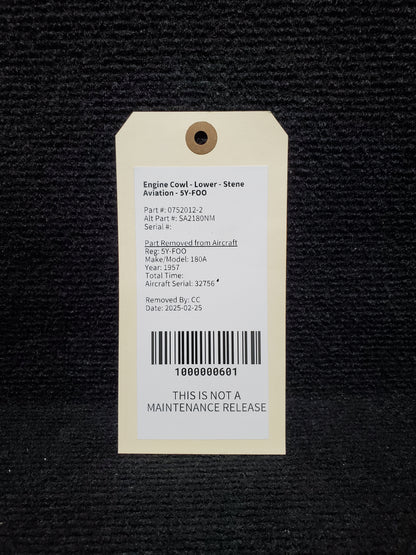 Engine Cowl - Lower - Stene
Aviation - 5Y-FOO
Part #: 0752012-2
Alt Part #: SA2180NM
Serial #:
Part Removed from Aircraft
Reg: 5Y-FOO
Make/Model: 180A
Year: 1957
Total Time:
Aircraft Serial: 32756
Removed By: CC
Date: 2025-02-25
1000000601
THIS IS NOT A
MAINTENANCE RELEASE